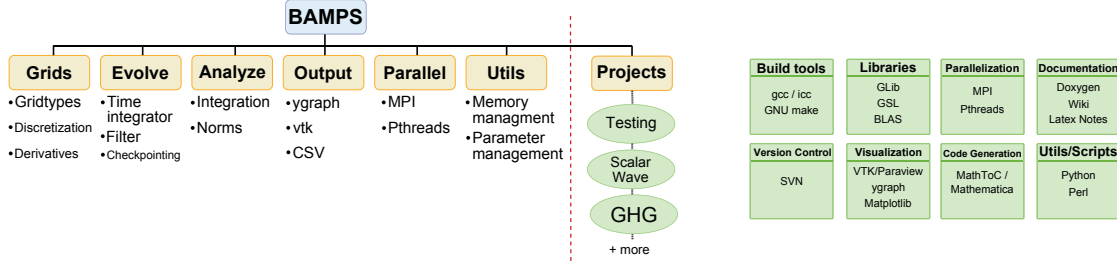 BAMPS
Grids
•Gridtypes
•Discretization
•Derivatives
Evolve
•Time
integrator
•Filter
•Checkpointing
Analyze
•Integration
•Norms
Output
•ygraph
•vtk
•CSV
Parallel
•MPI
•Pthreads
Utils
•Memory
managment
•Parameter
management
Projects
Testing
Scalar
Wave
GHG
+ more
Build tools
gcc / icc
GNU make
Libraries
GLib
GSL
BLAS
Parallelization
MPI
Pthreads
Documentation
Doxygen
Wiki
Latex Notes
Version Control
SVN
Visualization
VTK/Paraview
ygraph
Matplotlib
Code Generation
MathToC /
Mathematica
Utils/Scripts
Python
Perl